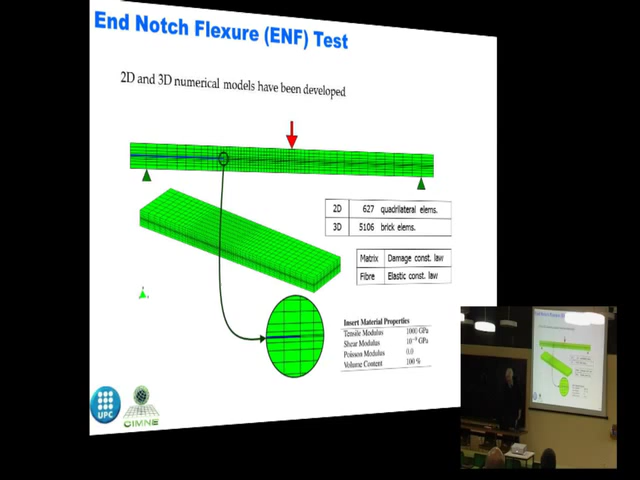 End Notch Flexure (ENF) Test
2D and 3D numerical models have been developed
2D 627 quadrilateral elems.
3D 5106 brick elems.
Matrix Damage const. law
Fibre Elastic const. law
Insert Material Properties
Tensile Modulus 1000 GPa
Shear Modulus 10⁻⁹ GPa
Poisson Modulus 0.0
Volume Content 100 %
UPC
CIMNE